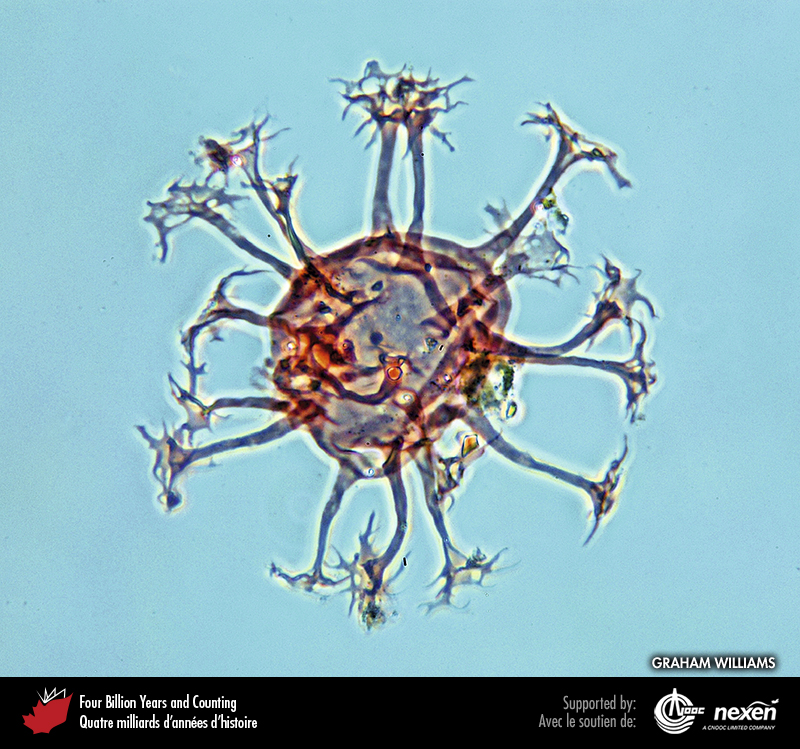 GRAHAM WILLIAMS
Four Billion Years and Counting
Quatre milliards d'années d'histoire
Supported by:
Avec le soutien de:
CNOOC
nexen
A CNOOC LIMITED COMPANY